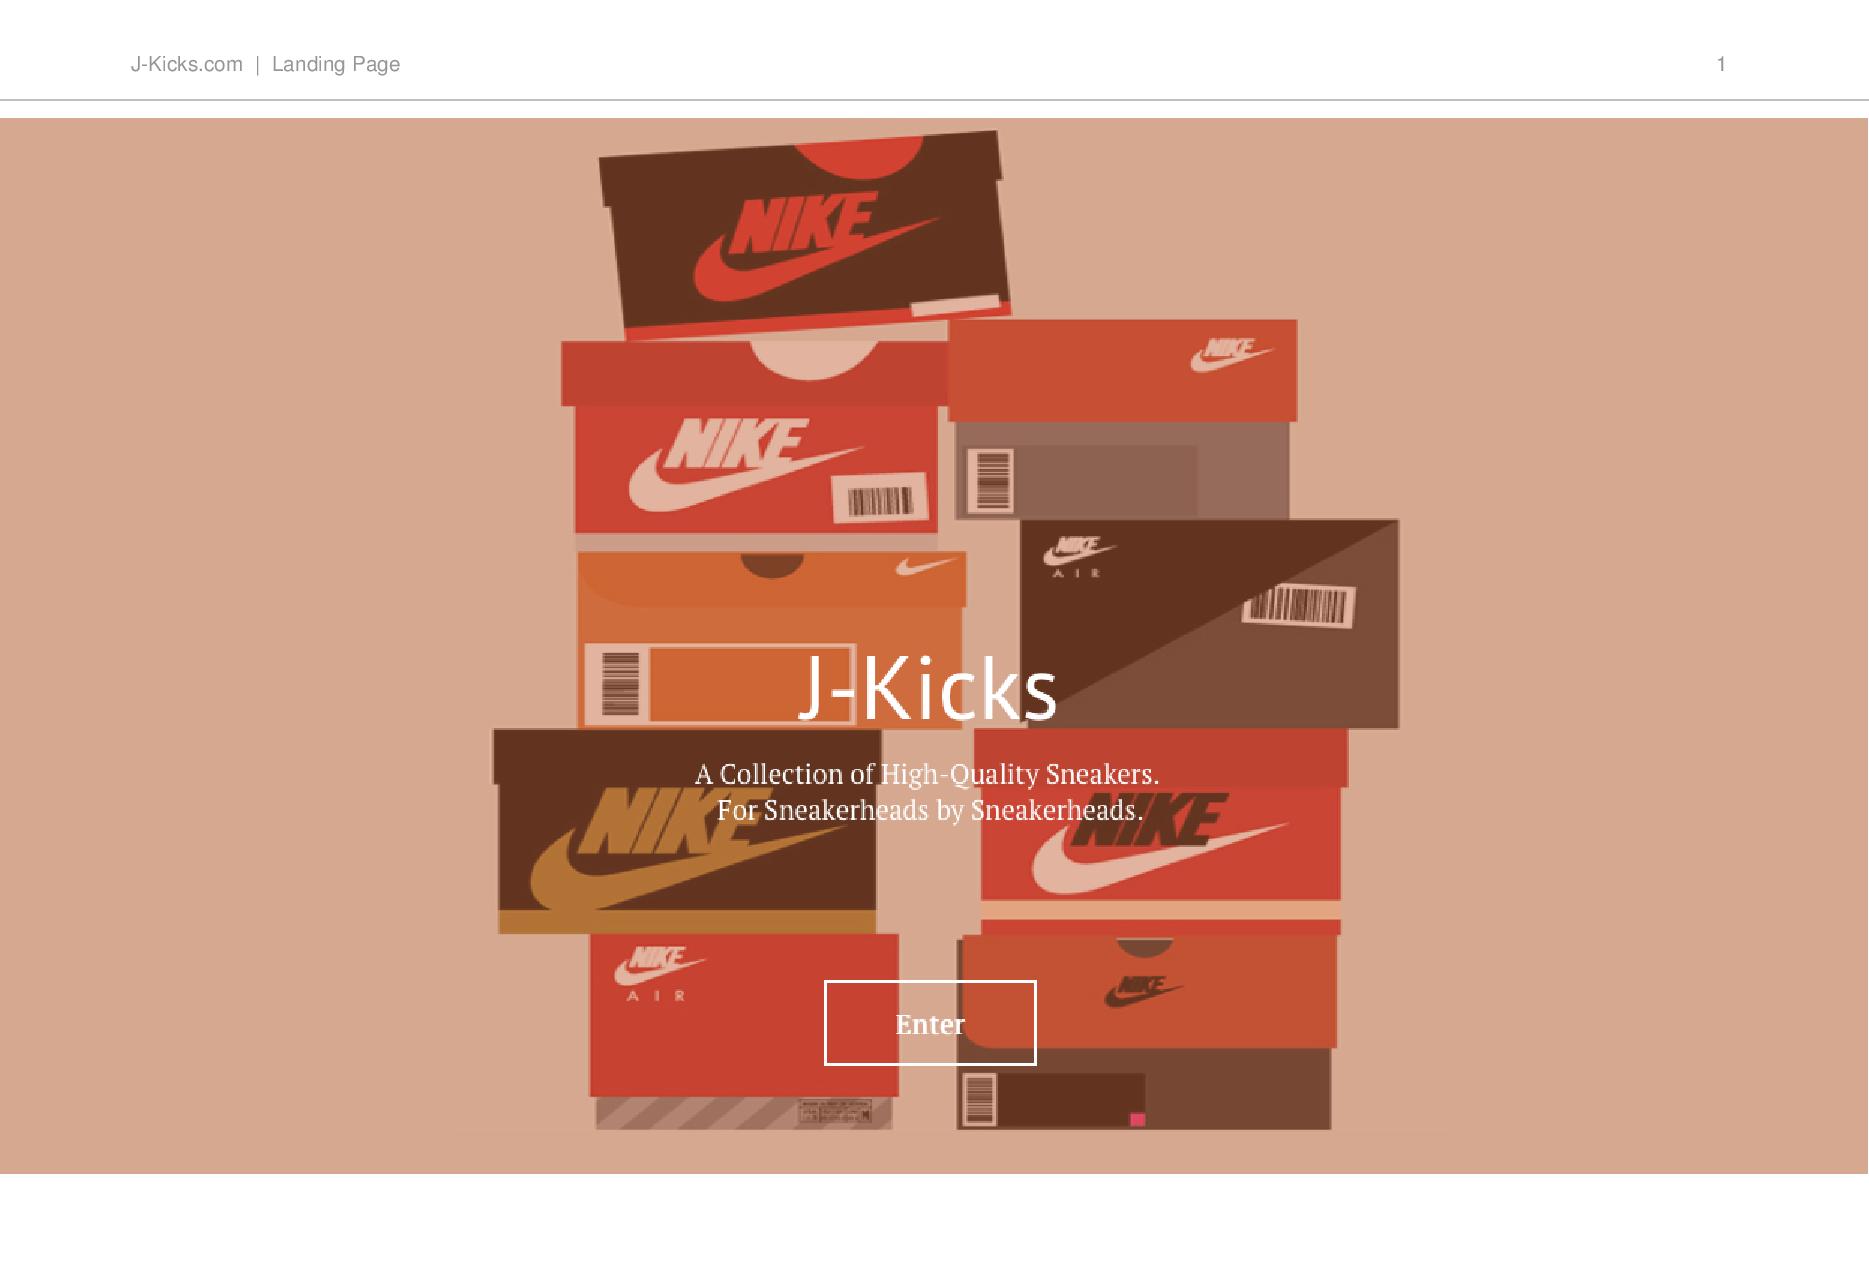 J-Kicks.com | Landing Page
1
NIKE
NIKE
NIKE
NIKE
AIR
J-Kicks
A Collection of High-Quality Sneakers.
For Sneakerheads by Sneakerheads.
NIKE
NIKE
NIKE
AIR
NIKE
Enter